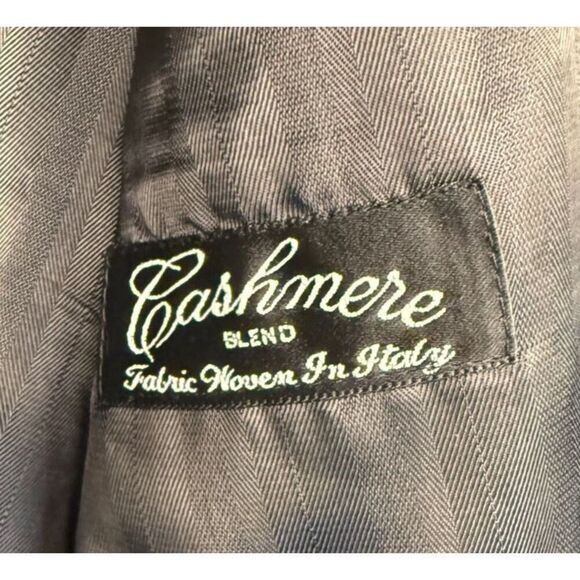 Cashmere
BLEND
Fabric Woven In Italy